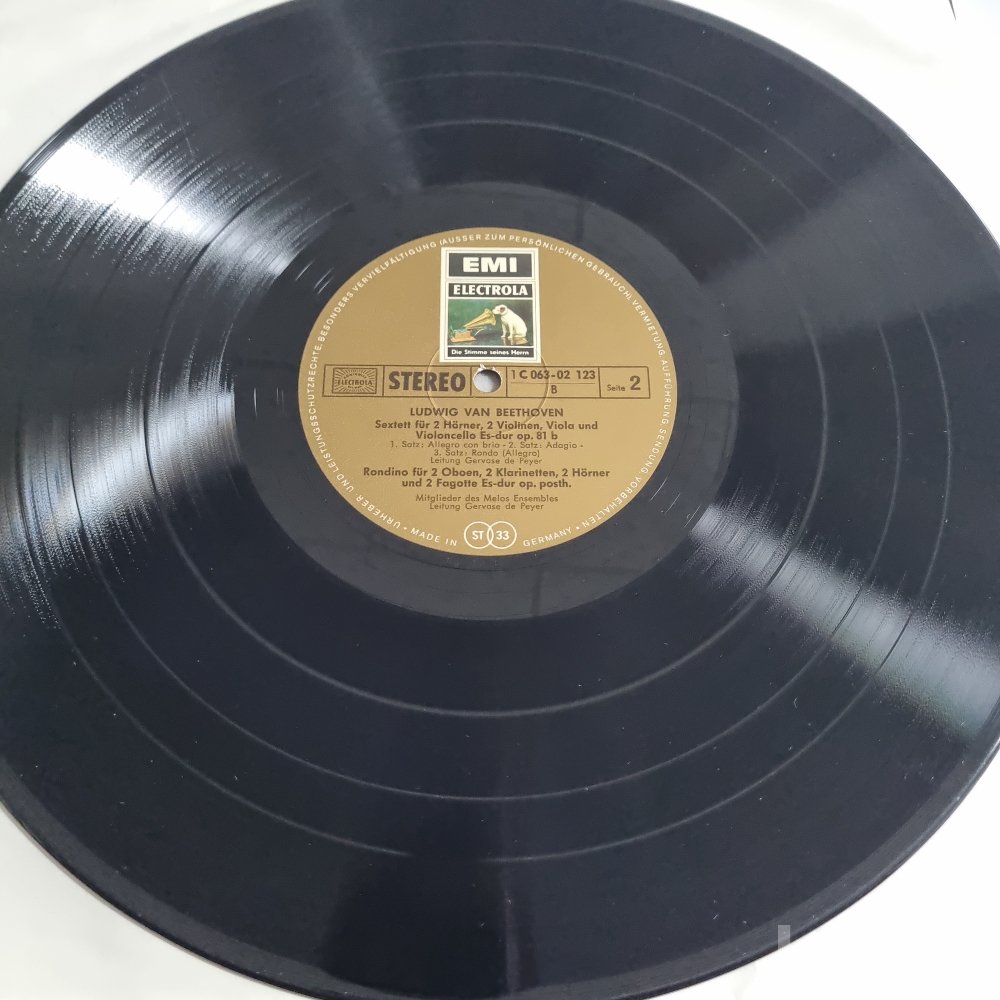 URHEBER UND LEISTUNGSSCHUTZRECHTE, BESONDERS VERVIELFÄLTIGUNG (AUSSER ZUM PERSÖNLICHEN GEBRAUCH), VERMIETUNG, AUFFÜHRUNG, SENDUNG, VORBEHALTEN •
EMI
ELECTROLA
Die Stimme seines Herrn
ELECTROLA
STEREO
1 C 063-02 123
B
Seite 2
LUDWIG VAN BEETHOVEN
Sextett für 2 Hörner, 2 Violinen, Viola und
Violoncello Es-dur op. 81 b
1. Satz: Allegro con brio - 2. Satz: Adagio -
3. Satz: Rondo (Allegro)
Leitung Gervase de Peyer
Rondino für 2 Oboen, 2 Klarinetten, 2 Hörner
und 2 Fagotte Es-dur op. posth.
Mitglieder des Melos Ensembles
Leitung Gervase de Peyer
• MADE IN GERMANY •
ST 33